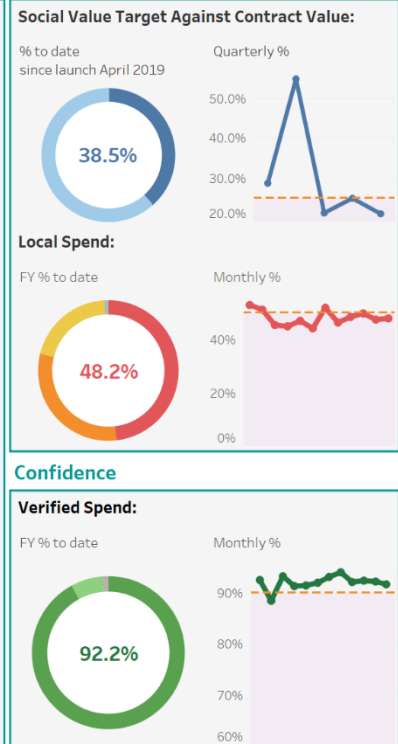 Social Value Target Against Contract Value:
% to date
since launch April 2019
38.5%
Quarterly %
50.0%
40.0%
30.0%
20.0%
Local Spend:
FY % to date
48.2%
Monthly %
40%
20%
0%
Confidence
Verified Spend:
FY % to date
92.2%
Monthly %
90%
80%
70%
60%